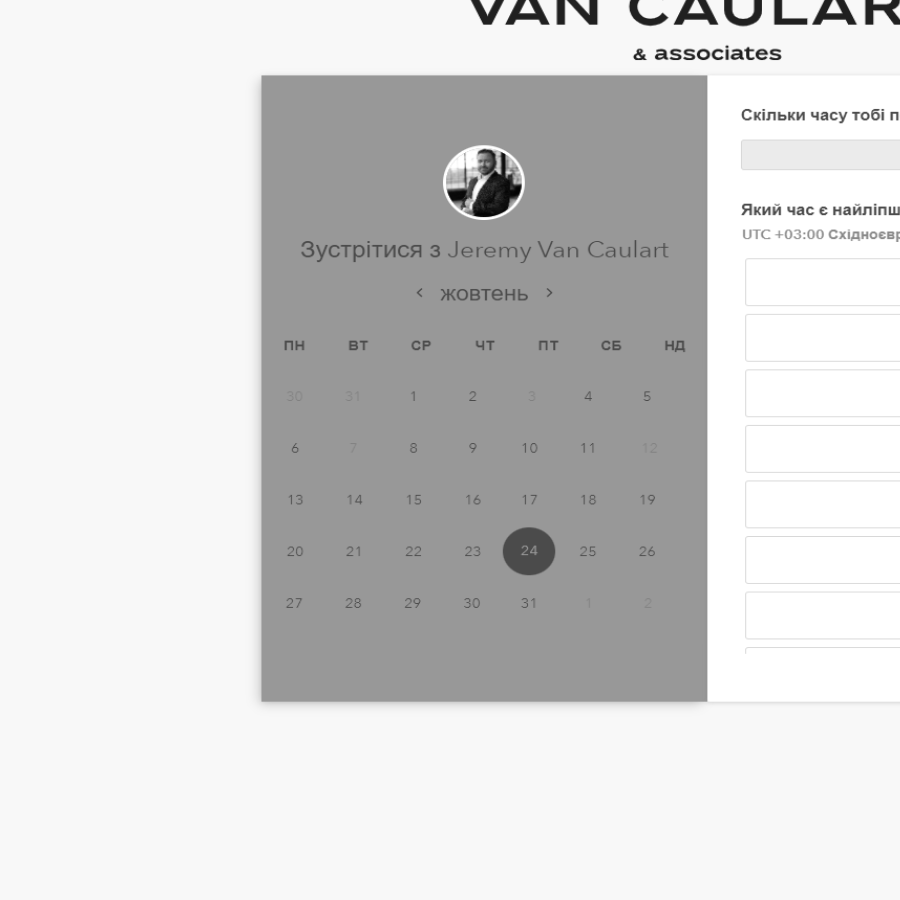 VAN CAULAR
& associates
Зустрітися з Jeremy Van Caulart
жовтень
ПН ВТ СР ЧТ ПТ СБ НД
30 31 1 2 3 4 5
6 7 8 9 10 11 12
13 14 15 16 17 18 19
20 21 22 23 24 25 26
27 28 29 30 31 1 2
Скільки часу тобі п
Який час є найліпш
UTC +03:00 Східноєвр